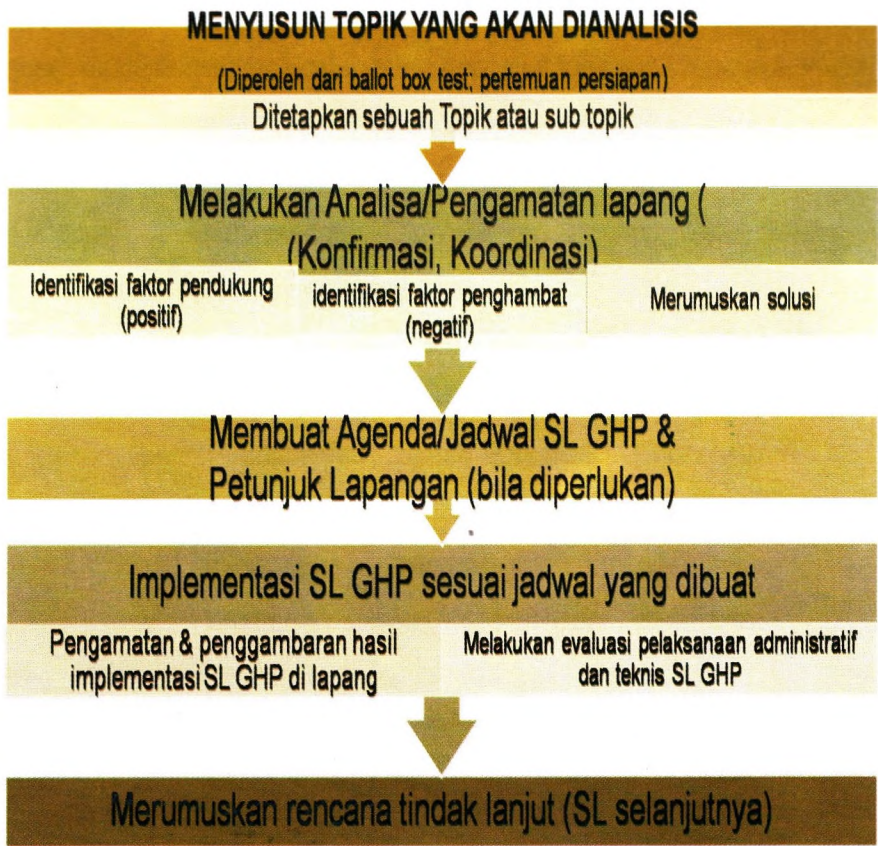 MENYUSUN TOPIK YANG AKAN DIANALISIS
(Diperoleh dari ballot box test; pertemuan persiapan)
Ditetapkan sebuah Topik atau sub topik
Melakukan Analisa/Pengamatan lapang (
(Konfirmasi, Koordinasi)
Identifikasi faktor pendukung
(positif)
identifikasi faktor penghambat
(negatif)
Merumuskan solusi
Membuat Agenda/Jadwal SL GHP &
Petunjuk Lapangan (bila diperlukan)
Implementasi SL GHP sesuai jadwal yang dibuat
Pengamatan & penggambaran hasil
implementasi SL GHP di lapang
Melakukan evaluasi pelaksanaan administratif
dan teknis SL GHP
Merumuskan rencana tindak lanjut (SL selanjutnya)